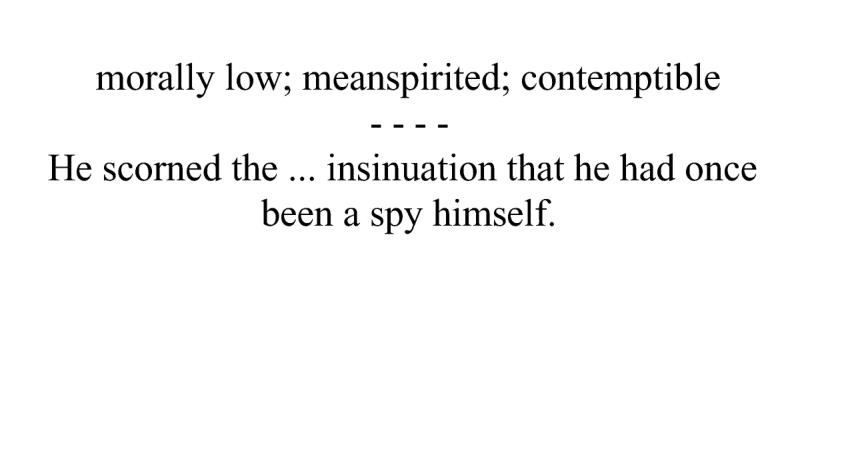 morally low; meanspirited; contemptible
- - - -
He scorned the ... insinuation that he had once
been a spy himself.